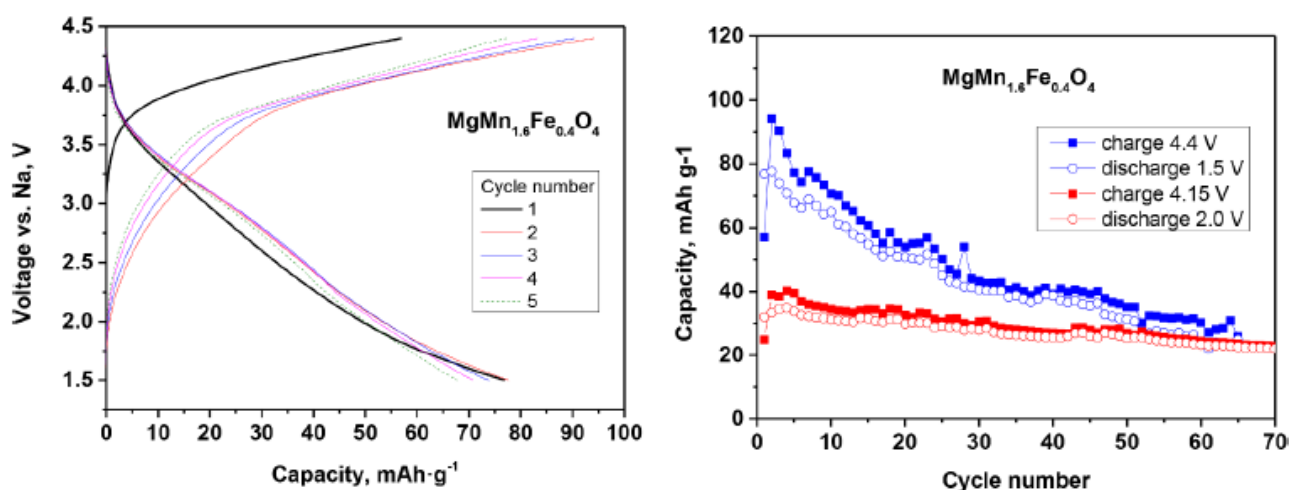 4.5
4.0
3.5
3.0
2.5
2.0
1.5
Voltage vs. Na, V
MgMn1.6Fe0.4O4
Cycle number
1
2
3
4
5
0 10 20 30 40 50 60 70 80 90 100
Capacity, mAh·g-1
120
100
80
60
40
20
0
Capacity, mAh g-1
MgMn1.6Fe0.4O4
charge 4.4 V
discharge 1.5 V
charge 4.15 V
discharge 2.0 V
0 10 20 30 40 50 60 70
Cycle number